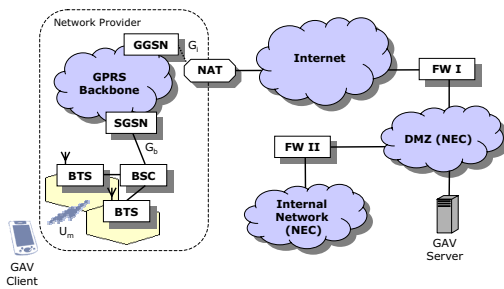 Network Provider
GGSN
Gi
NAT
Internet
GPRS
Backbone
FW I
SGSN
Gb
FW II
DMZ (NEC)
BTS
BSC
BTS
Um
Internal
Network
(NEC)
GAV
Server
GAV
Client